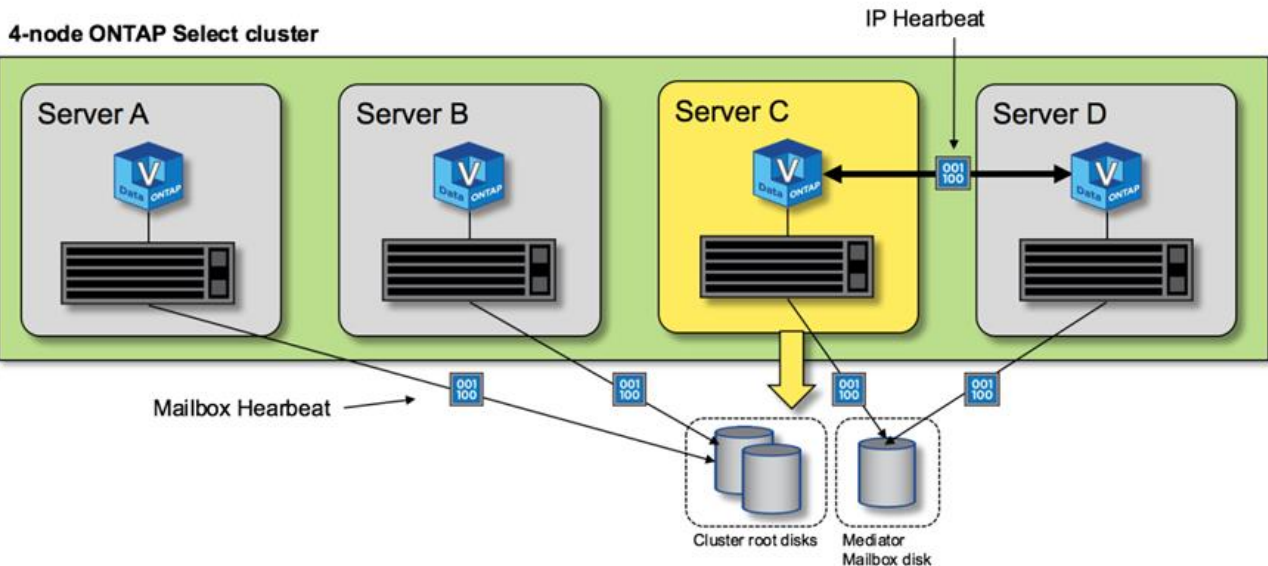 IP Hearbeat
4-node ONTAP Select cluster
Server A
Server B
Server C
Server D
V
Data ONTAP
V
Data ONTAP
V
Data ONTAP
V
Data ONTAP
001
100
Mailbox Hearbeat
001
100
001
100
001
100
001
100
Cluster root disks
Mediator
Mailbox disk